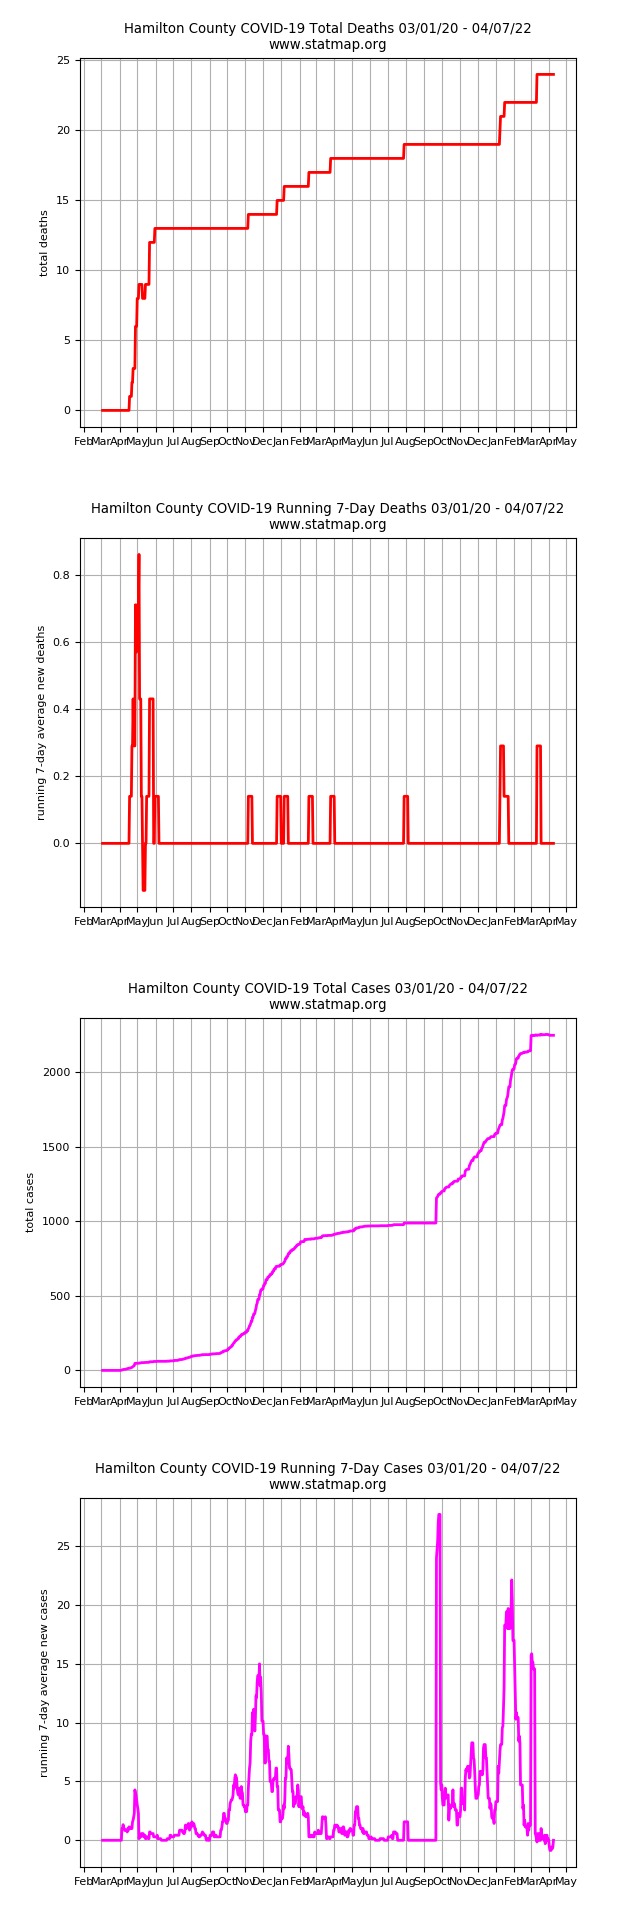 Hamilton County COVID-19 Total Deaths 03/01/20 - 04/07/22
www.statmap.org
25
20
15
10
5
0
total deaths
Feb Mar Apr May Jun Jul Aug Sep Oct Nov Dec Jan Feb Mar Apr May Jun Jul Aug Sep Oct Nov Dec Jan Feb Mar Apr May
Hamilton County COVID-19 Running 7-Day Deaths 03/01/20 - 04/07/22
www.statmap.org
0.8
0.6
0.4
0.2
0.0
running 7-day average new deaths
Feb Mar Apr May Jun Jul Aug Sep Oct Nov Dec Jan Feb Mar Apr May Jun Jul Aug Sep Oct Nov Dec Jan Feb Mar Apr May
Hamilton County COVID-19 Total Cases 03/01/20 - 04/07/22
www.statmap.org
2000
1500
1000
500
0
total cases
Feb Mar Apr May Jun Jul Aug Sep Oct Nov Dec Jan Feb Mar Apr May Jun Jul Aug Sep Oct Nov Dec Jan Feb Mar Apr May
Hamilton County COVID-19 Running 7-Day Cases 03/01/20 - 04/07/22
www.statmap.org
25
20
15
10
5
0
running 7-day average new cases
Feb Mar Apr May Jun Jul Aug Sep Oct Nov Dec Jan Feb Mar Apr May Jun Jul Aug Sep Oct Nov Dec Jan Feb Mar Apr May